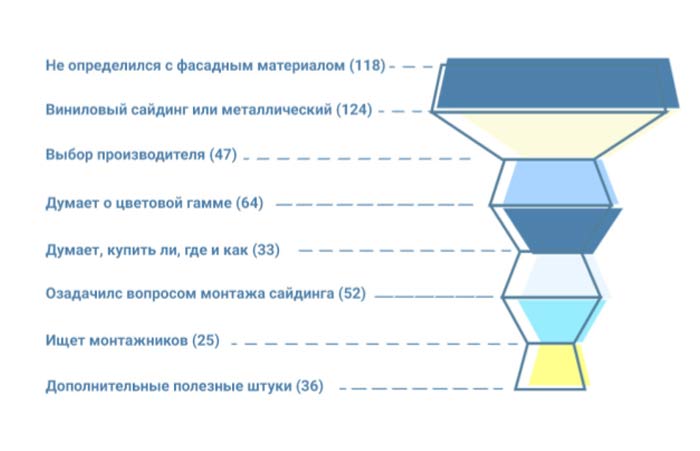 Не определился с фасадным материалом (118)
Виниловый сайдинг или металлический (124)
Выбор производителя (47)
Думает о цветовой гамме (64)
Думает, купить ли, где и как (33)
Озадачилс вопросом монтажа сайдинга (52)
Ищет монтажников (25)
Дополнительные полезные штуки (36)